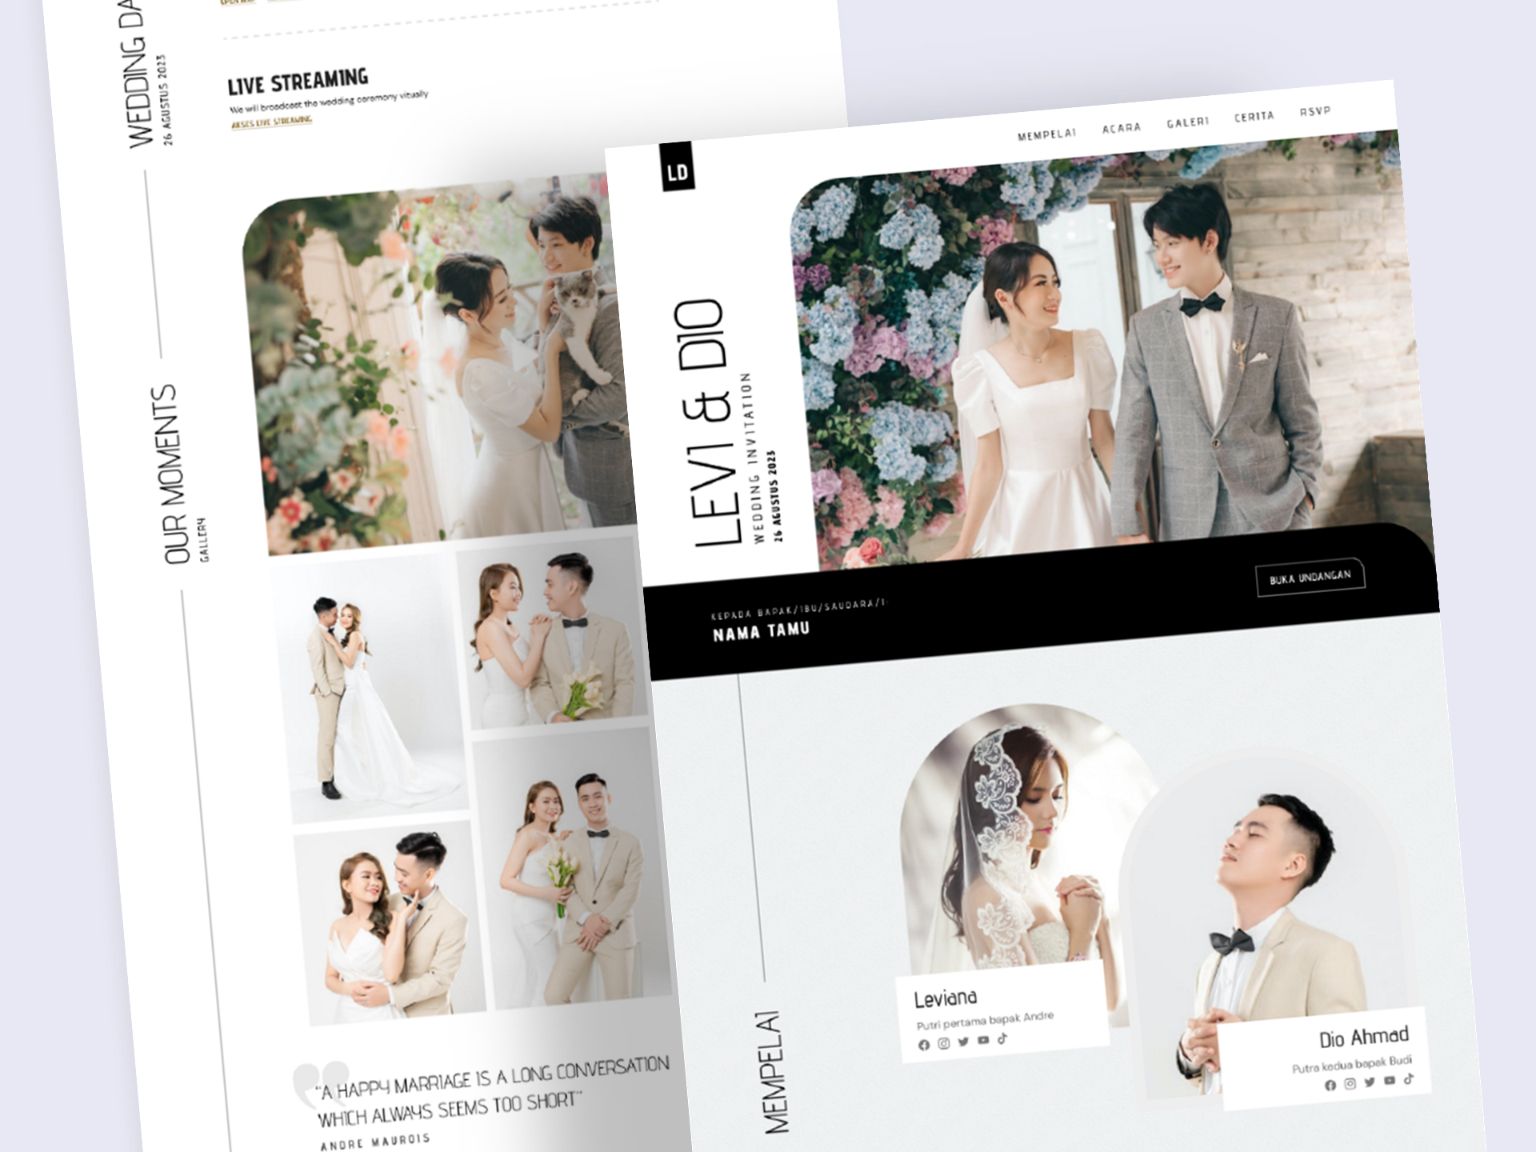 WEDDING DA
26 AGUSTUS 2023
LIVE STREAMING
We will broadcast the wedding ceremony vitually
AKSES LIVE STREAMING
OUR MOMENTS
GALLERY
"A HAPPY MARRIAGE IS A LONG CONVERSATION
WHICH ALWAYS SEEMS TOO SHORT"
ANDRE MAUROIS
LD
MEMPELAI ACARA GALERI CERITA RSVP
LEVI & DIO
WEDDING INVITATION
26 AGUSTUS 2023
KEPADA BAPAK/IBU/SAUDARA/I:
NAMA TAMU
BUKA UNDANGAN
MEMPELAI
Leviana
Putri pertama bapak Andre
Dio Ahmad
Putra kedua bapak Budi